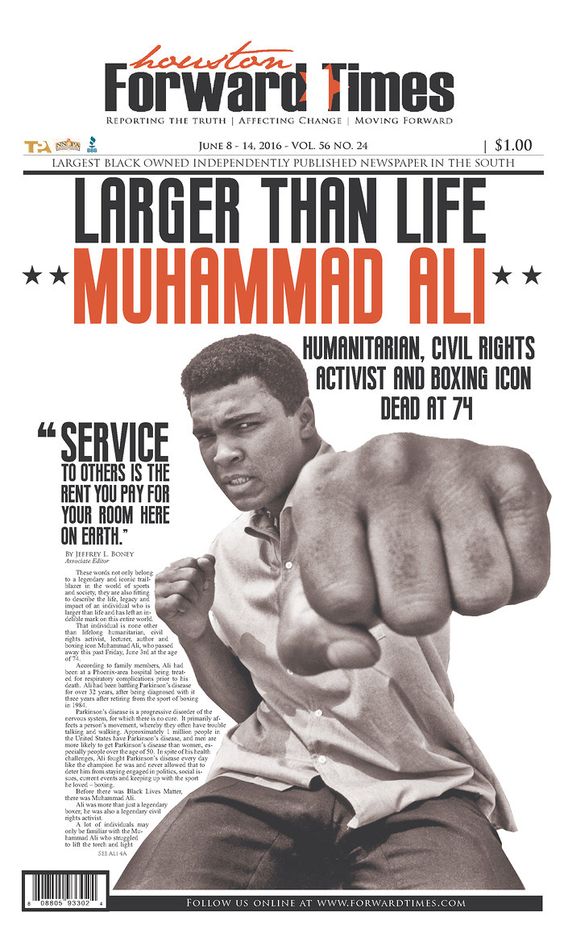 houston
Forward Times
REPORTING THE TRUTH | AFFECTING CHANGE | MOVING FORWARD
TPA
BBB
JUNE 8 - 14, 2016 - VOL. 56 NO. 24
| $1.00
LARGEST BLACK OWNED INDEPENDENTLY PUBLISHED NEWSPAPER IN THE SOUTH
LARGER THAN LIFE
MUHAMMAD ALI
HUMANITARIAN, CIVIL RIGHTS
ACTIVIST AND BOXING ICON
DEAD AT 74
“SERVICE
TO OTHERS IS THE
RENT YOU PAY FOR
YOUR ROOM HERE
ON EARTH.”
BY JEFFREY L. BONEY
Associate Editor
These words not only belong
to a legendary and iconic trail-
blazer in the world of sports
and society, they are also fitting
to describe the life, legacy and
impact of an individual who is
larger than life and has left an in-
delible mark on this entire world.
That individual is none other
than lifelong humanitarian, civil
rights activist, lecturer, author and
boxing icon Muhammad Ali, who passed
away this past Friday, June 3rd at the age
of 74.
According to family members, Ali had
been at a Phoenix-area hospital being treat-
ed for respiratory complications prior to his
death. Ali had been battling Parkinson's disease
for over 32 years, after being diagnosed with it
three years after retiring from the sport of boxing
in 1984.
Parkinson's disease is a progressive disorder of the
nervous system, for which there is no cure. It primarily af-
fects a person's movement, whereby they often have trouble
talking and walking. Approximately 1 million people in
the United States have Parkinson's disease, and men are
more likely to get Parkinson's disease than women, es-
pecially people over the age of 50. In spite of his health
challenges, Ali fought Parkinson's disease every day
like the champion he was and never allowed that to
deter him from staying engaged in politics, social is-
sues, current events and keeping up with the sport
he loved – boxing.
Before there was Black Lives Matter,
there was Muhammad Ali.
Ali was more than just a legendary
boxer; he was also a legendary civil
rights activist.
A lot of individuals may
only be familiar with the Mu-
hammad Ali who struggled
to lift the torch and light
SEE ALI 4A
8 08805 93302 4
FOLLOW US ONLINE AT WWW.FORWARDTIMES.COM